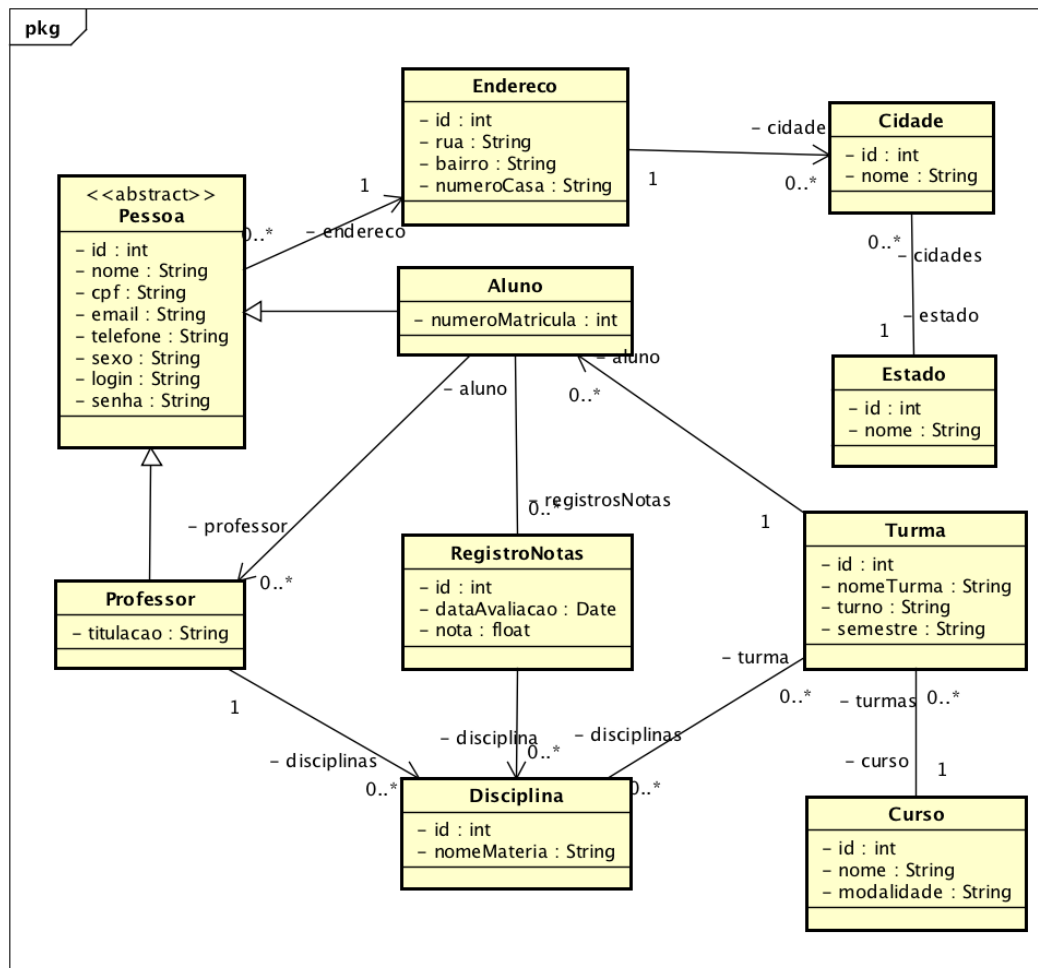 pkg
Endereco
- id : int
- rua : String
- bairro : String
- numeroCasa : String
1
- cidade
0..*
Cidade
- id : int
- nome : String
<<abstract>>
Pessoa
- id : int
- nome : String
- cpf : String
- email : String
- telefone : String
- sexo : String
- login : String
- senha : String
1
0..*
- endereco
0..*
- cidades
- estado
1
Aluno
- numeroMatricula : int
Estado
- id : int
- nome : String
- aluno
- aluno
0..*
- registrosNotas
0..*
1
- professor
0..*
Turma
- id : int
- nomeTurma : String
- turno : String
- semestre : String
RegistroNotas
- id : int
- dataAvaliacao : Date
- nota : float
Professor
- titulacao : String
- turma
0..*
1
- turmas
0..*
- disciplinas
0..*
- disciplina
0..*
- disciplinas
0..*
- curso
1
Disciplina
- id : int
- nomeMateria : String
Curso
- id : int
- nome : String
- modalidade : String